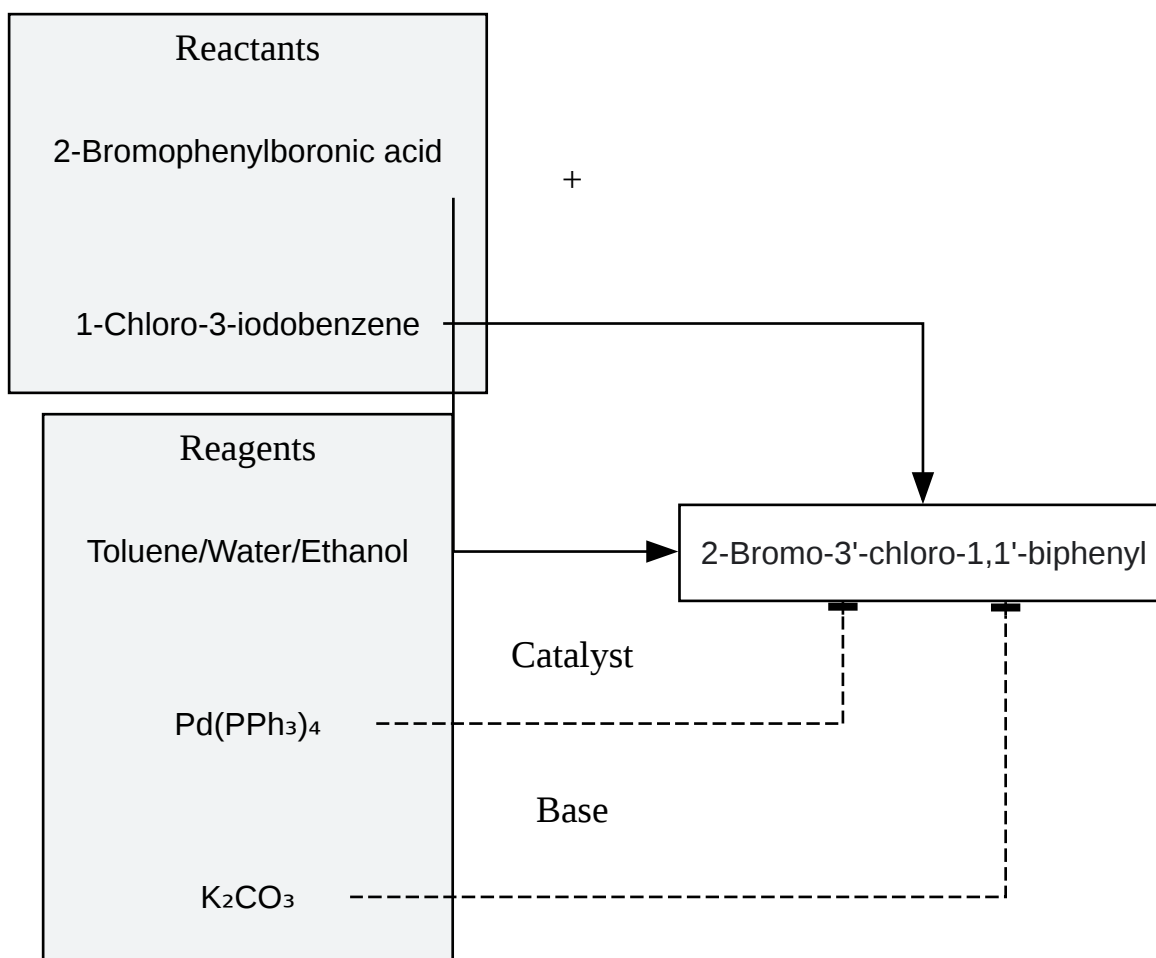 Reactants
2-Bromophenylboronic acid
+
1-Chloro-3-iodobenzene
Reagents
Toluene/Water/Ethanol
2-Bromo-3'-chloro-1,1'-biphenyl
Catalyst
Pd(PPh₃)₄
Base
K₂CO₃